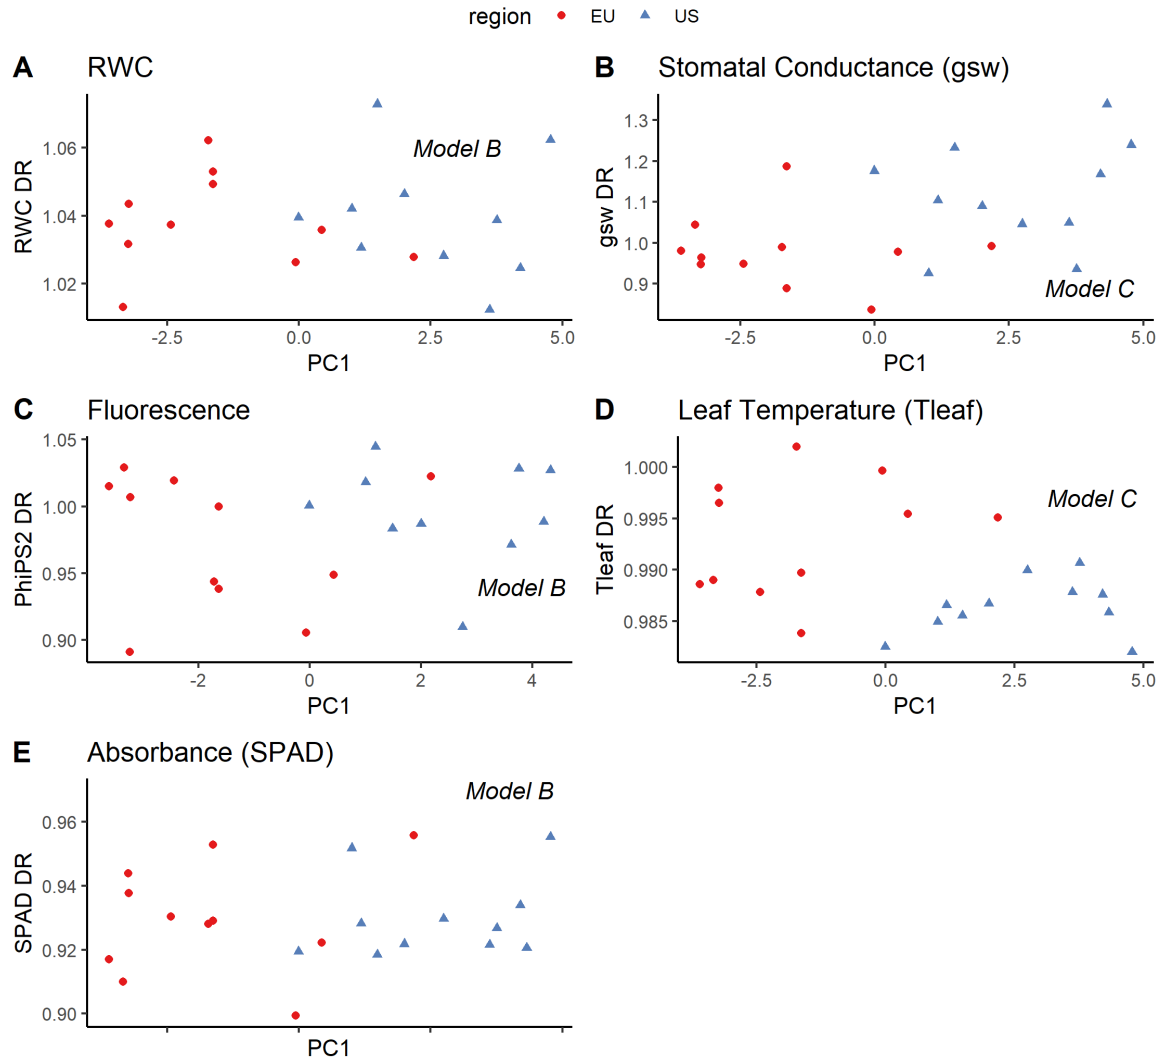 region EU US
A RWC
1.06
1.04
1.02
RWC DR
Model B
-2.5 0.0 2.5 5.0
PC1
B Stomatal Conductance (gsw)
1.3
1.2
1.1
1.0
0.9
gsw DR
Model C
-2.5 0.0 2.5 5.0
PC1
C Fluorescence
1.05
1.00
0.95
0.90
PhiPS2 DR
Model B
-2 0 2 4
PC1
D Leaf Temperature (Tleaf)
1.000
0.995
0.990
0.985
Tleaf DR
Model C
-2.5 0.0 2.5 5.0
PC1
E Absorbance (SPAD)
Model B
0.96
0.94
0.92
0.90
SPAD DR
PC1